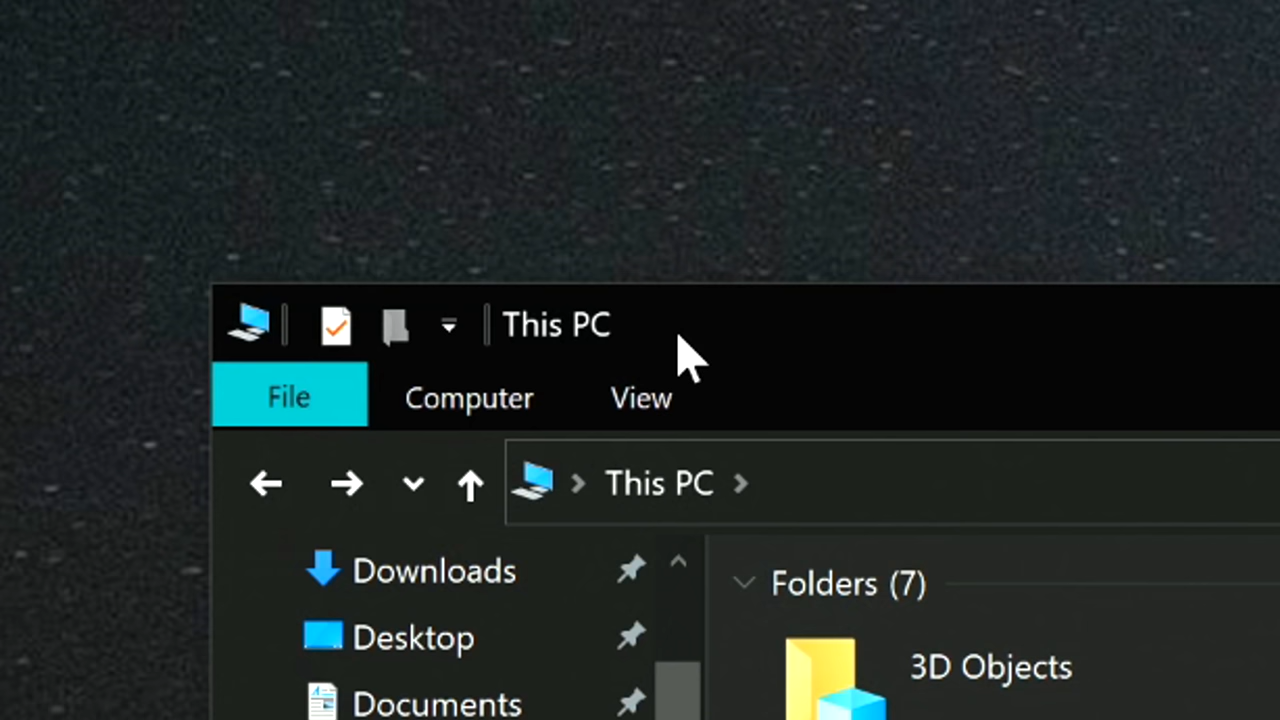 This PC
File Computer View
This PC
Downloads
Desktop
Documents
Folders (7)
3D Objects